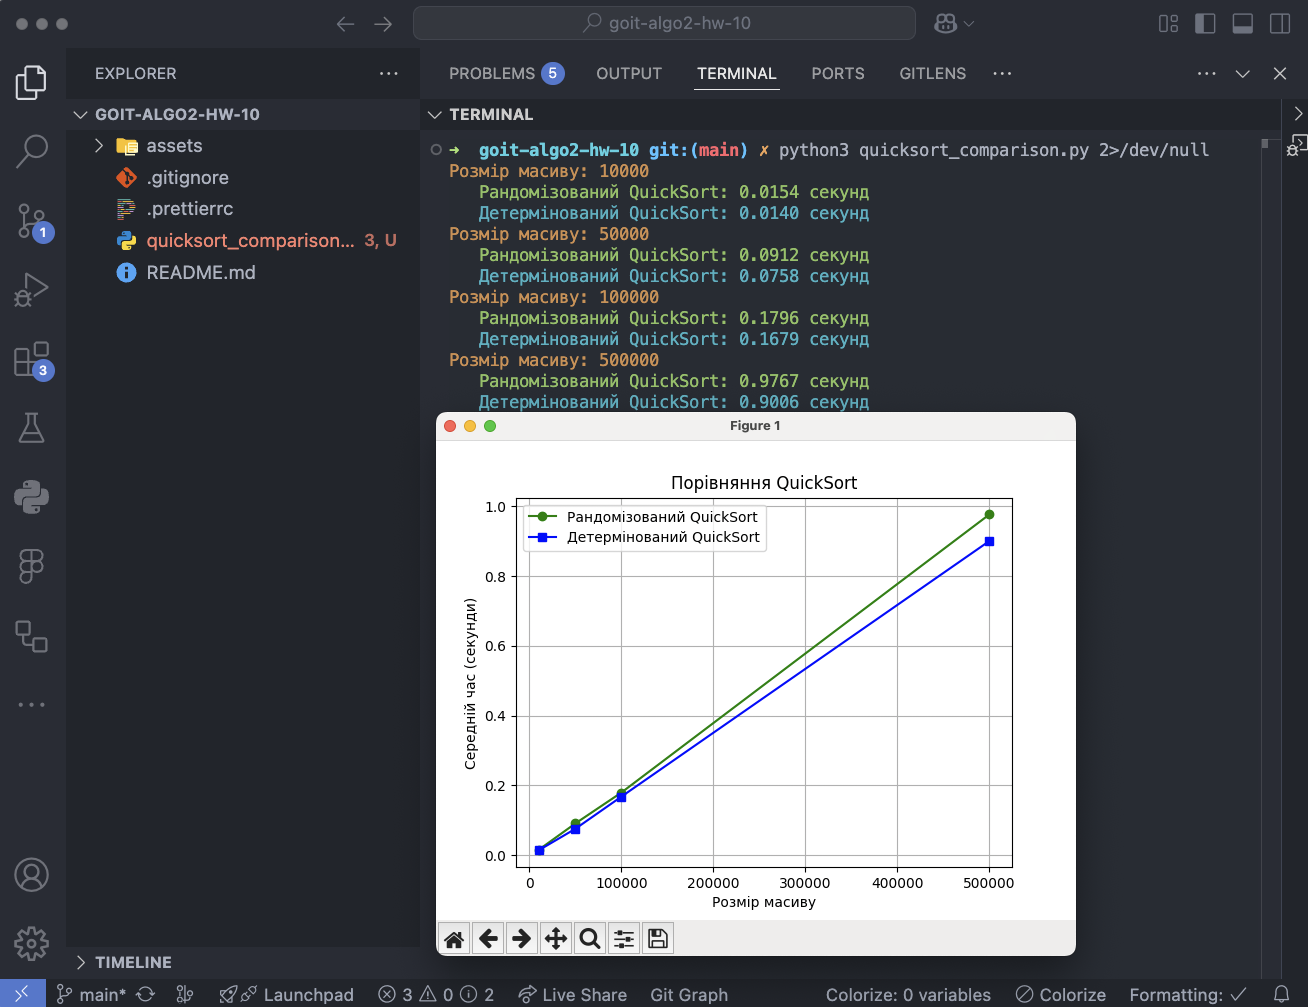 goit-algo2-hw-10
EXPLORER
GOIT-ALGO2-HW-10
assets
.gitignore
.prettierrc
quicksort_comparison... 3, U
README.md
TIMELINE
1
3
PROBLEMS 5 OUTPUT TERMINAL PORTS GITLENS
TERMINAL
➜ goit-algo2-hw-10 git:(main) ✗ python3 quicksort_comparison.py 2>/dev/null
Розмір масиву: 10000
Рандомізований QuickSort: 0.0154 секунд
Детермінований QuickSort: 0.0140 секунд
Розмір масиву: 50000
Рандомізований QuickSort: 0.0912 секунд
Детермінований QuickSort: 0.0758 секунд
Розмір масиву: 100000
Рандомізований QuickSort: 0.1796 секунд
Детермінований QuickSort: 0.1679 секунд
Розмір масиву: 500000
Рандомізований QuickSort: 0.9767 секунд
Детермінований QuickSort: 0.9006 секунд
Figure 1
Порівняння QuickSort
Рандомізований QuickSort
Детермінований QuickSort
Середній час (секунди)
1.0
0.8
0.6
0.4
0.2
0.0
0 100000 200000 300000 400000 500000
Розмір масиву
main* Launchpad 3 0 2 Live Share Git Graph Colorize: 0 variables Colorize Formatting: ✓